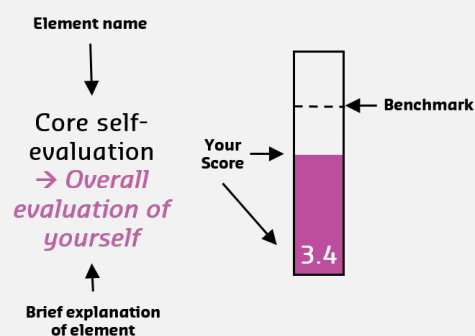 Element name
Core self-
evaluation
→ Overall
evaluation of
yourself
Brief explanation
of element
Your
Score
Benchmark
3.4